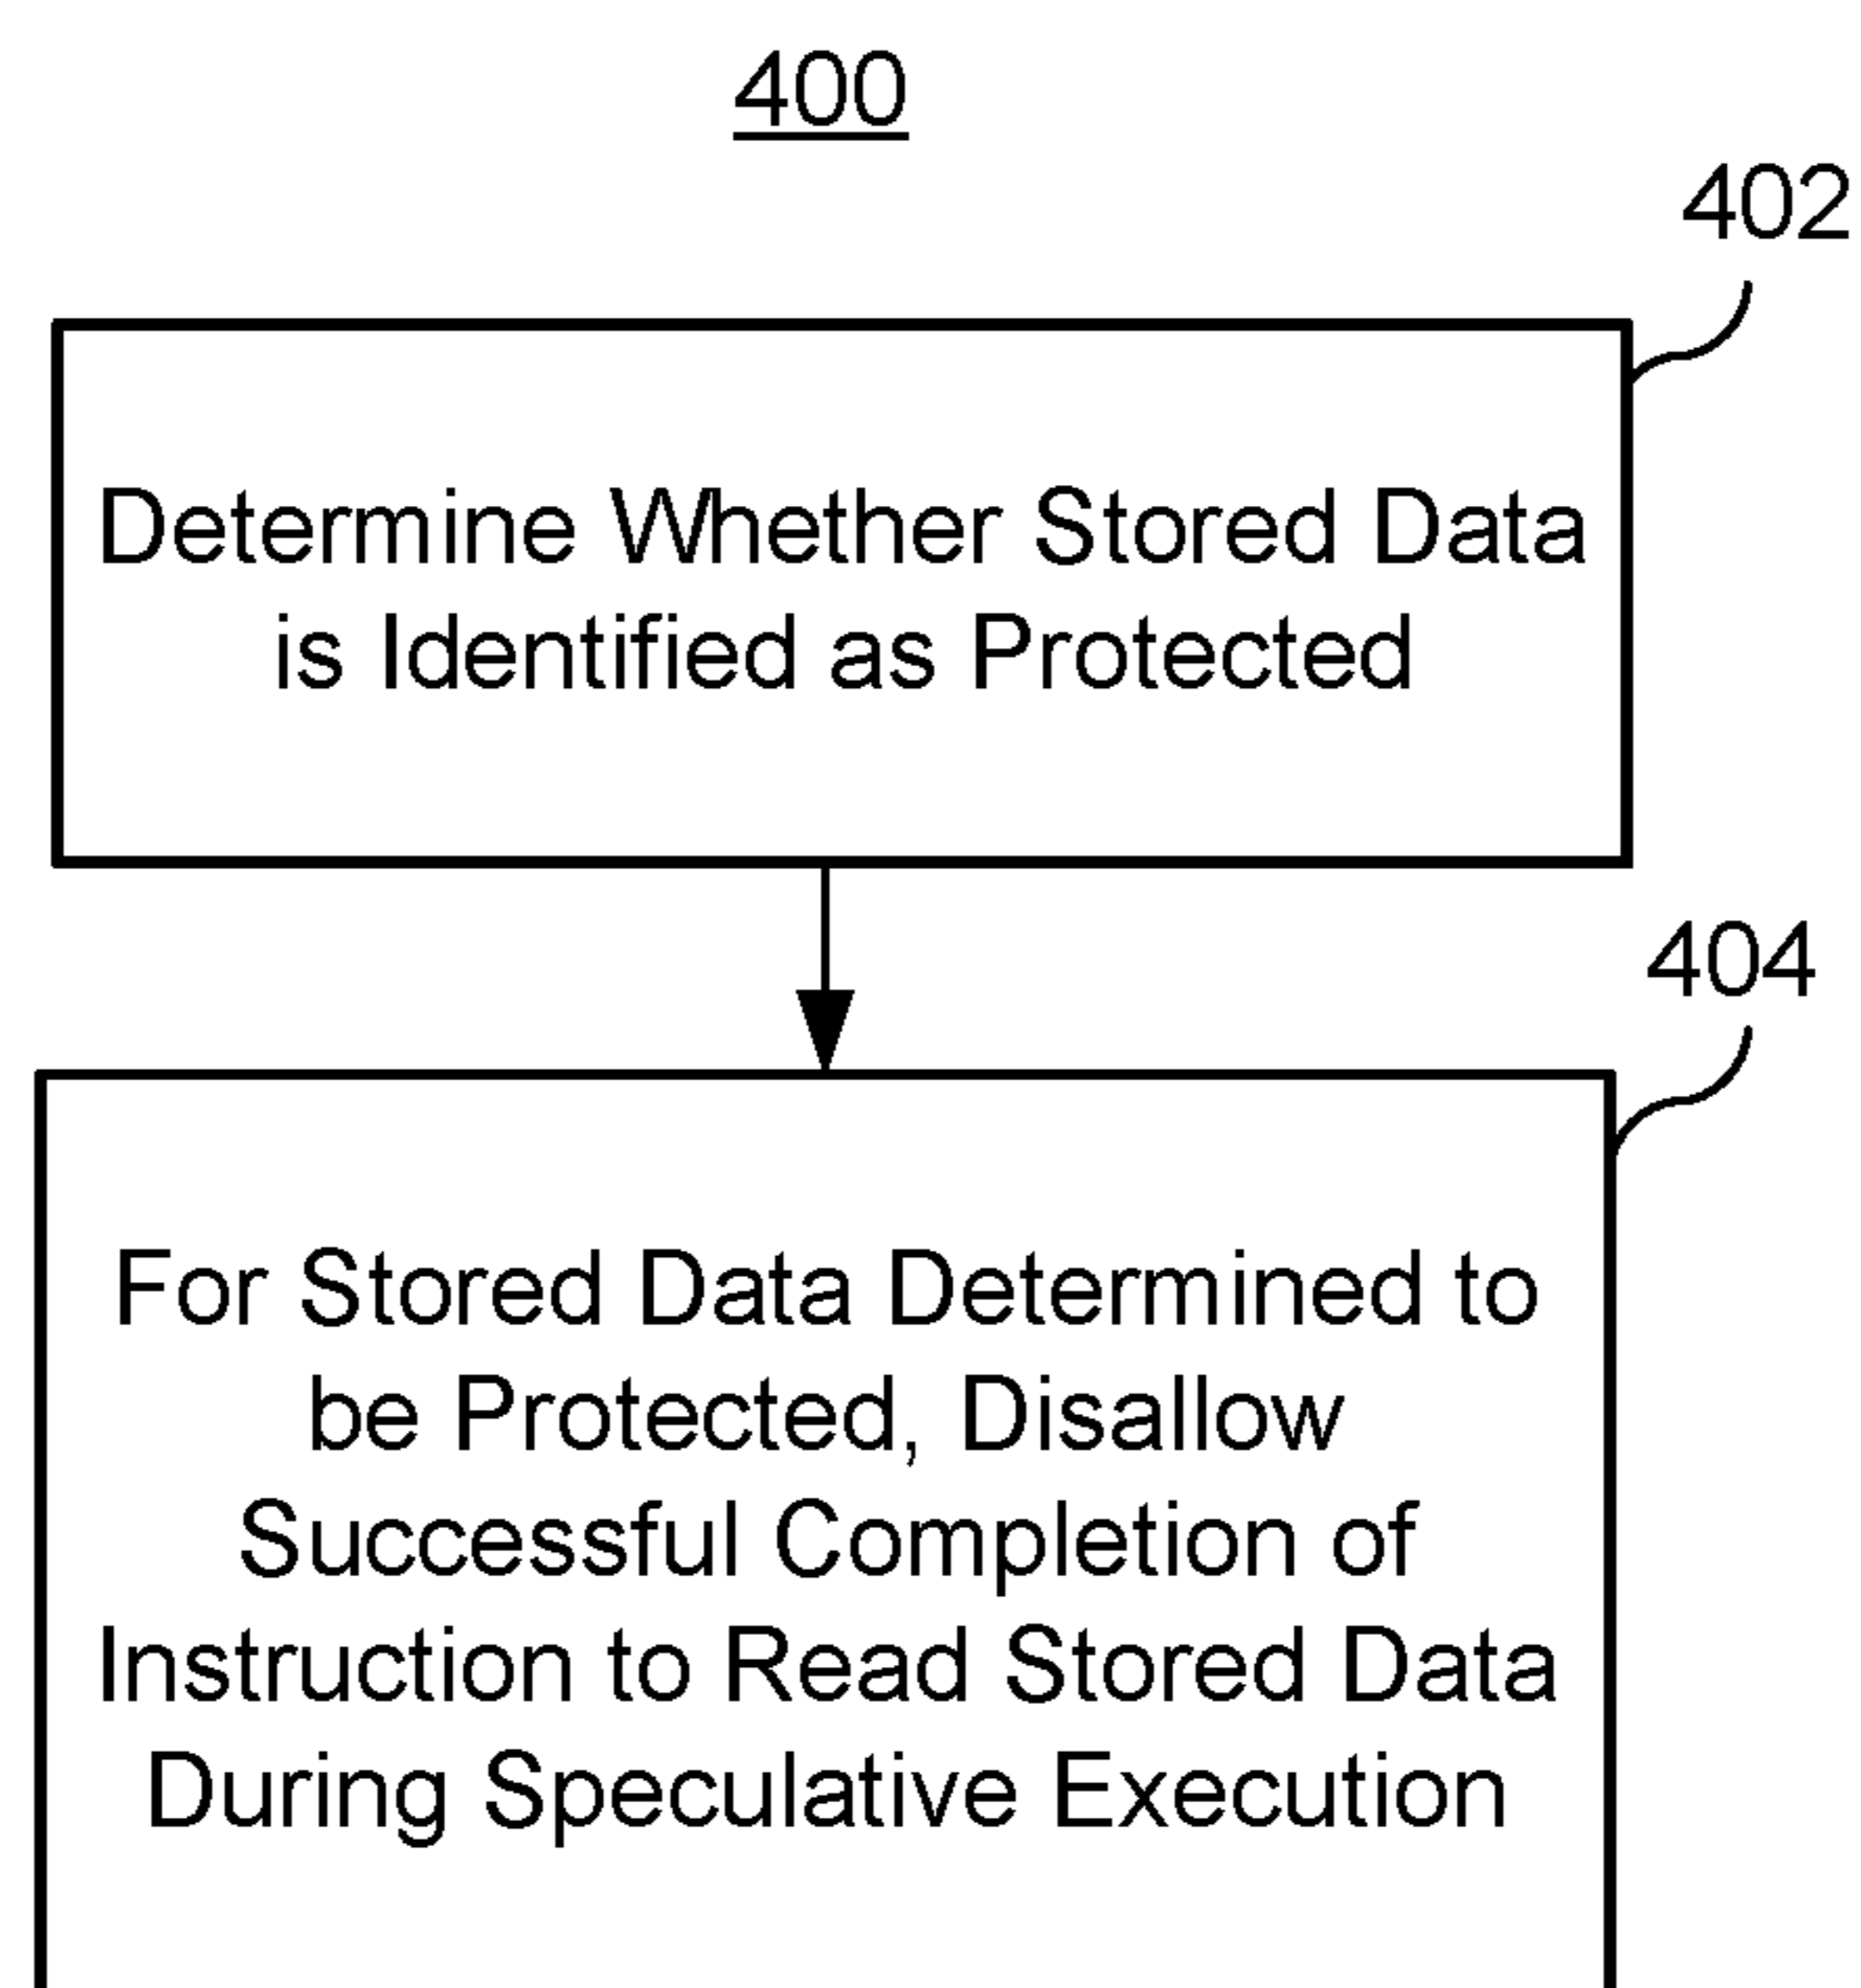 400
402
Determine Whether Stored Data
is Identified as Protected
404
For Stored Data Determined to
be Protected, Disallow
Successful Completion of
Instruction to Read Stored Data
During Speculative Execution